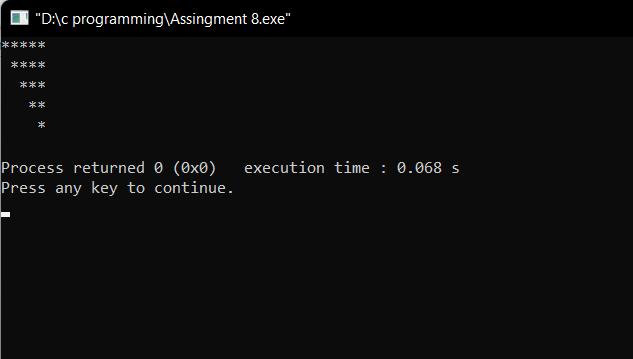 "D:\c programming\Assingment 8.exe"
*****
 ****
  ***
   **
    *
Process returned 0 (0x0)   execution time : 0.068 s
Press any key to continue.